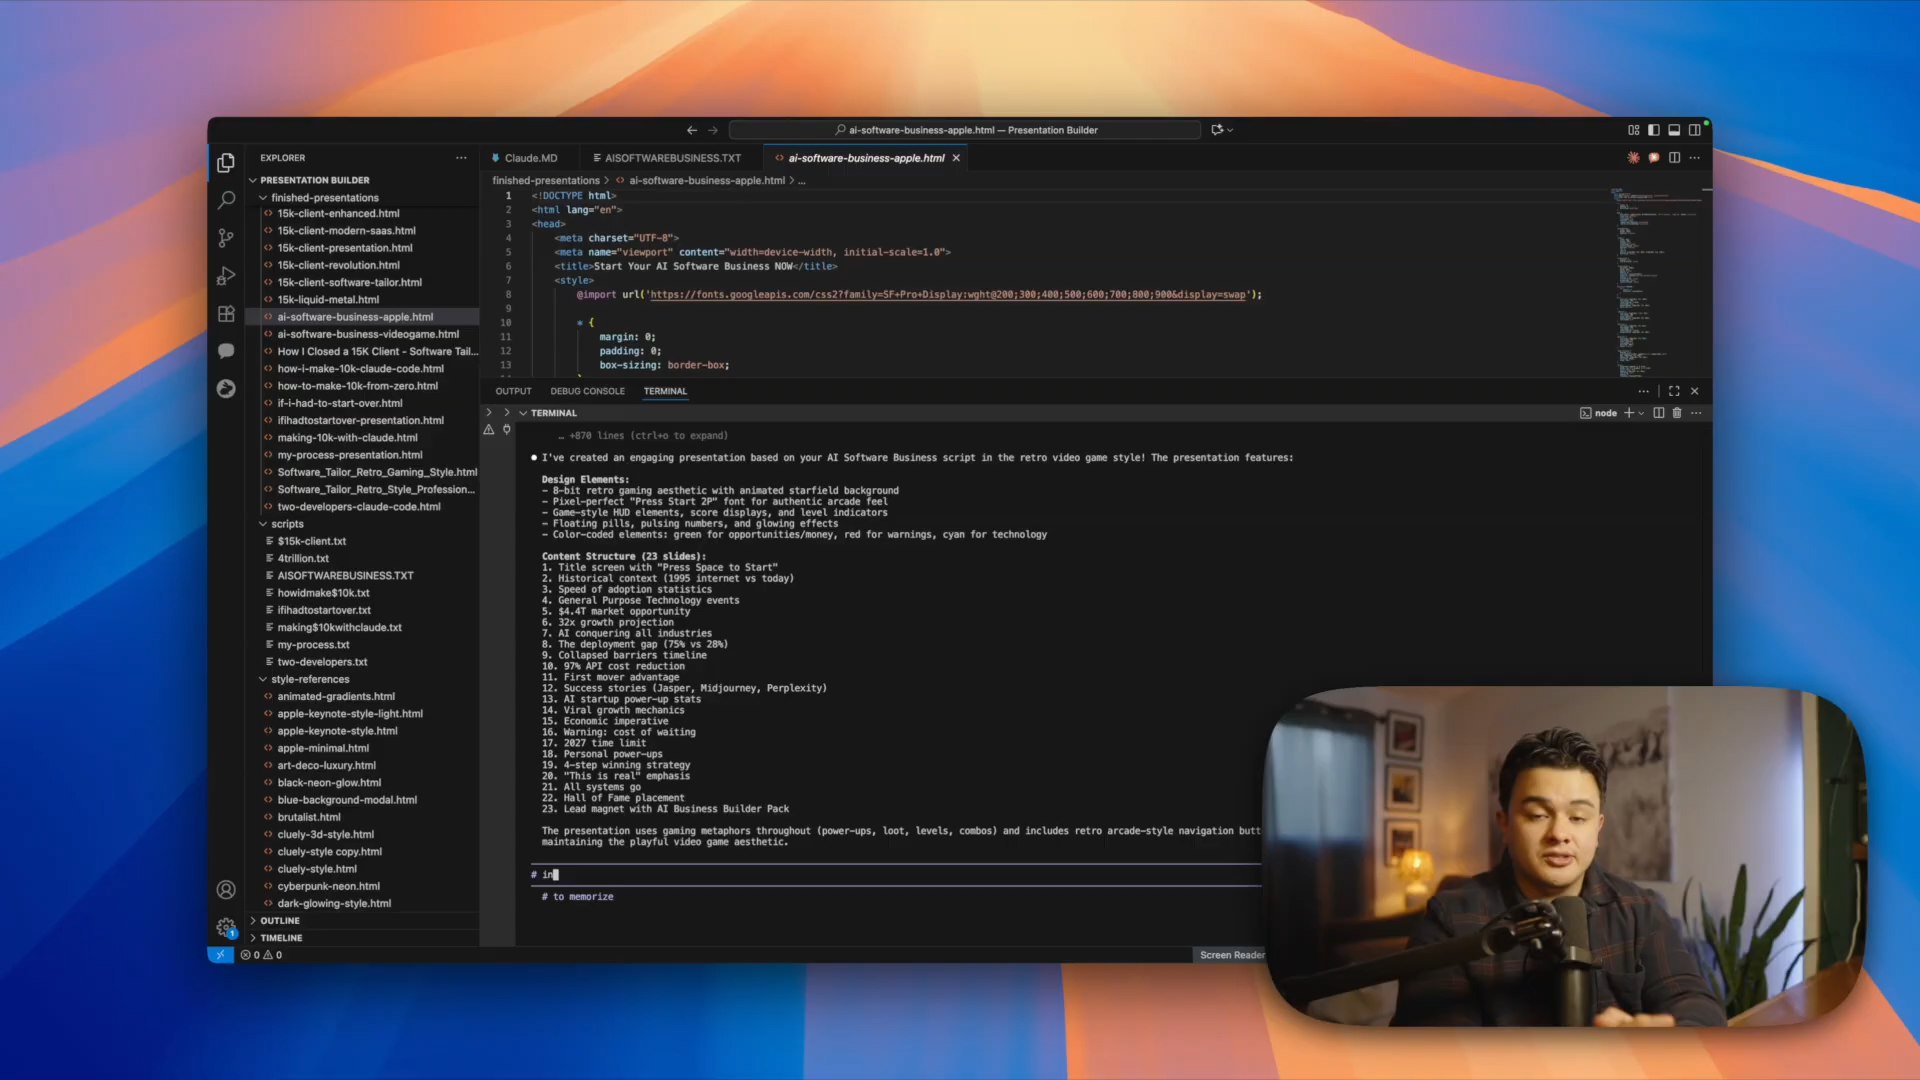 ai-software-business-apple.html — Presentation Builder
EXPLORER
PRESENTATION BUILDER
finished-presentations
15k-client-enhanced.html
15k-client-modern-saas.html
15k-client-presentation.html
15k-client-revolution.html
15k-client-software-tailor.html
15k-liquid-metal.html
ai-software-business-apple.html
ai-software-business-videogame.html
How I Closed a 15K Client - Software Tail...
how-i-make-10k-claude-code.html
how-to-make-10k-from-zero.html
if-i-had-to-start-over.html
ifihadtostartover-presentation.html
making-10k-with-claude.html
my-process-presentation.html
Software_Tailor_Retro_Gaming_Style.html
Software_Tailor_Retro_Style_Profession...
two-developers-claude-code.html
scripts
$15k-client.txt
4trillion.txt
AISOFTWAREBUSINESS.TXT
howidmake$10k.txt
ifihadtostartover.txt
making$10kwithclaude.txt
my-process.txt
two-developers.txt
style-references
animated-gradients.html
apple-keynote-style-light.html
apple-keynote-style.html
apple-minimal.html
art-deco-luxury.html
black-neon-glow.html
blue-background-modal.html
brutalist.html
cluely-3d-style.html
cluely-style copy.html
cluely-style.html
cyberpunk-neon.html
dark-glowing-style.html
OUTLINE
TIMELINE
1
0 0
Claude.MD
AISOFTWAREBUSINESS.TXT
ai-software-business-apple.html
finished-presentations > ai-software-business-apple.html > ...
1 <!DOCTYPE html>
2 <html lang="en">
3 <head>
4 <meta charset="UTF-8">
5 <meta name="viewport" content="width=device-width, initial-scale=1.0">
6 <title>Start Your AI Software Business NOW</title>
7 <style>
8 @import url('https://fonts.googleapis.com/css2?family=SF+Pro+Display:wght@200;300;400;500;600;700;800;900&display=swap');
9
10 * {
11 margin: 0;
12 padding: 0;
13 box-sizing: border-box;
OUTPUT
DEBUG CONSOLE
TERMINAL
TERMINAL
node
… +870 lines (ctrl+o to expand)
I've created an engaging presentation based on your AI Software Business script in the retro video game style! The presentation features:
Design Elements:
- 8-bit retro gaming aesthetic with animated starfield background
- Pixel-perfect "Press Start 2P" font for authentic arcade feel
- Game-style HUD elements, score displays, and level indicators
- Floating pills, pulsing numbers, and glowing effects
- Color-coded elements: green for opportunities/money, red for warnings, cyan for technology
Content Structure (23 slides):
1. Title screen with "Press Space to Start"
2. Historical context (1995 internet vs today)
3. Speed of adoption statistics
4. General Purpose Technology events
5. $4.4T market opportunity
6. 32x growth projection
7. AI conquering all industries
8. The deployment gap (75% vs 28%)
9. Collapsed barriers timeline
10. 97% API cost reduction
11. First mover advantage
12. Success stories (Jasper, Midjourney, Perplexity)
13. AI startup power-up stats
14. Viral growth mechanics
15. Economic imperative
16. Warning: cost of waiting
17. 2027 time limit
18. Personal power-ups
19. 4-step winning strategy
20. "This is real" emphasis
21. All systems go
22. Hall of Fame placement
23. Lead magnet with AI Business Builder Pack
The presentation uses gaming metaphors throughout (power-ups, loot, levels, combos) and includes retro arcade-style navigation butt
maintaining the playful video game aesthetic.
# in
# to memorize
Screen Reader